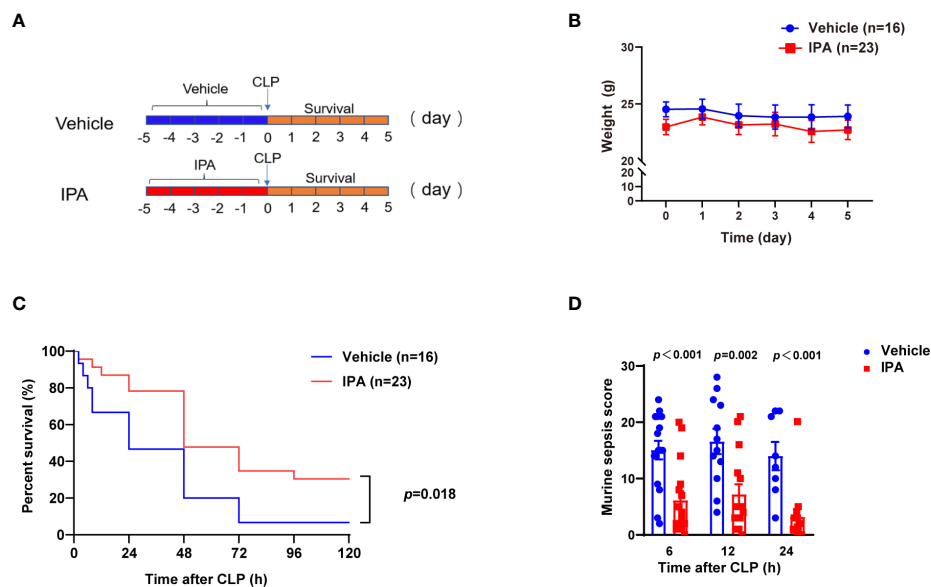 A
Vehicle
CLP
Survival
Vehicle
-5 -4 -3 -2 -1 0 1 2 3 4 5
( day )
IPA
CLP
Survival
IPA
-5 -4 -3 -2 -1 0 1 2 3 4 5
( day )
B
Vehicle (n=16)
IPA (n=23)
Weight (g)
30
25
20
20
10
0
0 1 2 3 4 5
Time (day)
C
Percent survival (%)
100
80
60
40
20
0
Vehicle (n=16)
IPA (n=23)
p=0.018
0 24 48 72 96 120
Time after CLP (h)
D
Murine sepsis score
30
20
10
0
p<0.001 p=0.002 p<0.001
Vehicle
IPA
6 12 24
Time after CLP (h)